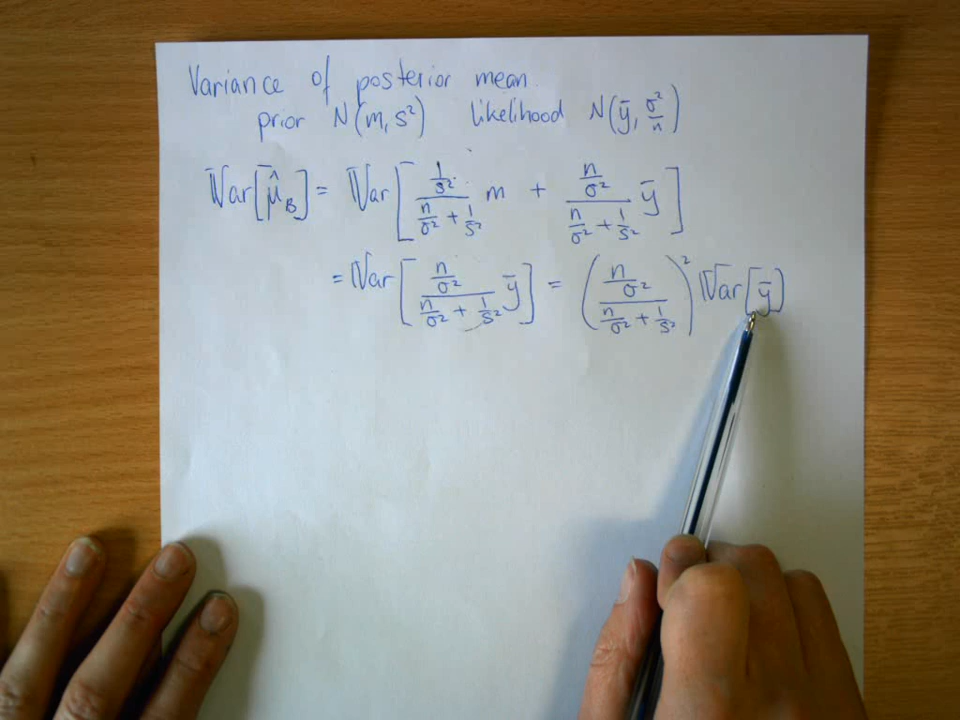 Variance of posterior mean.
prior N(m, s²) likelihood N(ȳ, σ²/n)
𝕍ar[μ̂_B] = 𝕍ar[ (1/s²)/(n/σ² + 1/s²) m + (n/σ²)/(n/σ² + 1/s²) ȳ ]
= 𝕍ar[ (n/σ²)/(n/σ² + 1/s²) ȳ ] = ( (n/σ²)/(n/σ² + 1/s²) )² 𝕍ar[ȳ]